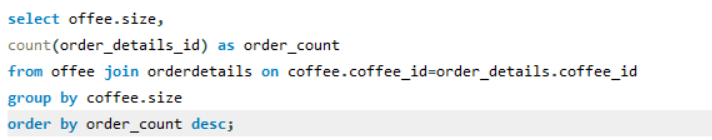 select offee.size,
count(order_details_id) as order_count
from offee join orderdetails on coffee.coffee_id=order_details.coffee_id
group by coffee.size
order by order_count desc;